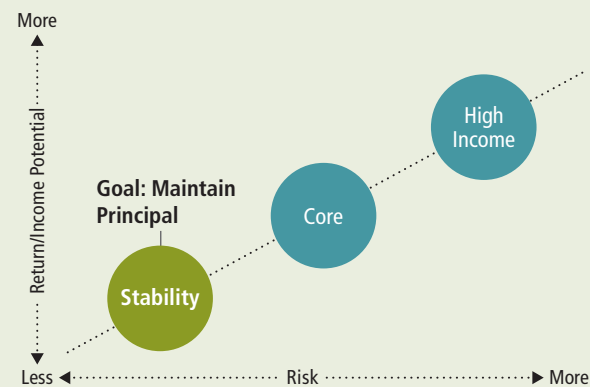 More
Return/Income Potential
Goal: Maintain
Principal
Stability
Core
High
Income
Less
Risk
More